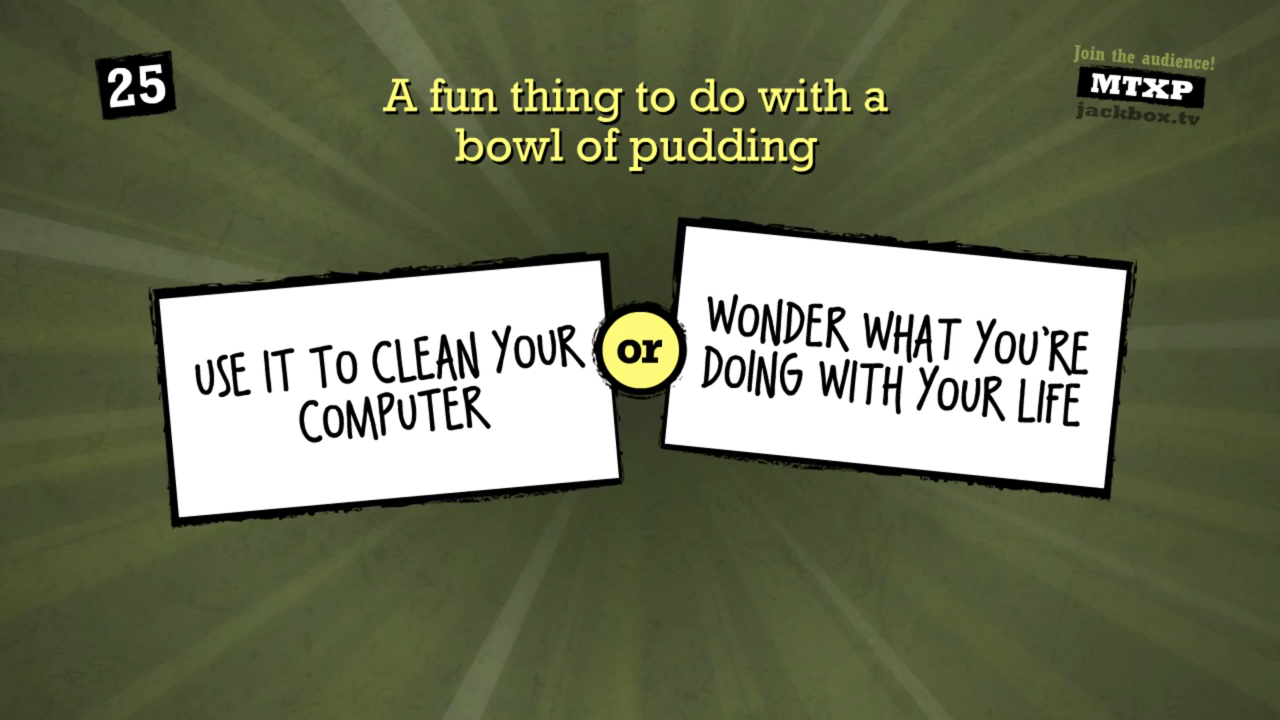 25
A fun thing to do with a
bowl of pudding
Join the audience!
MTXP
jackbox.tv
USE IT TO CLEAN YOUR
COMPUTER
or
WONDER WHAT YOU'RE
DOING WITH YOUR LIFE